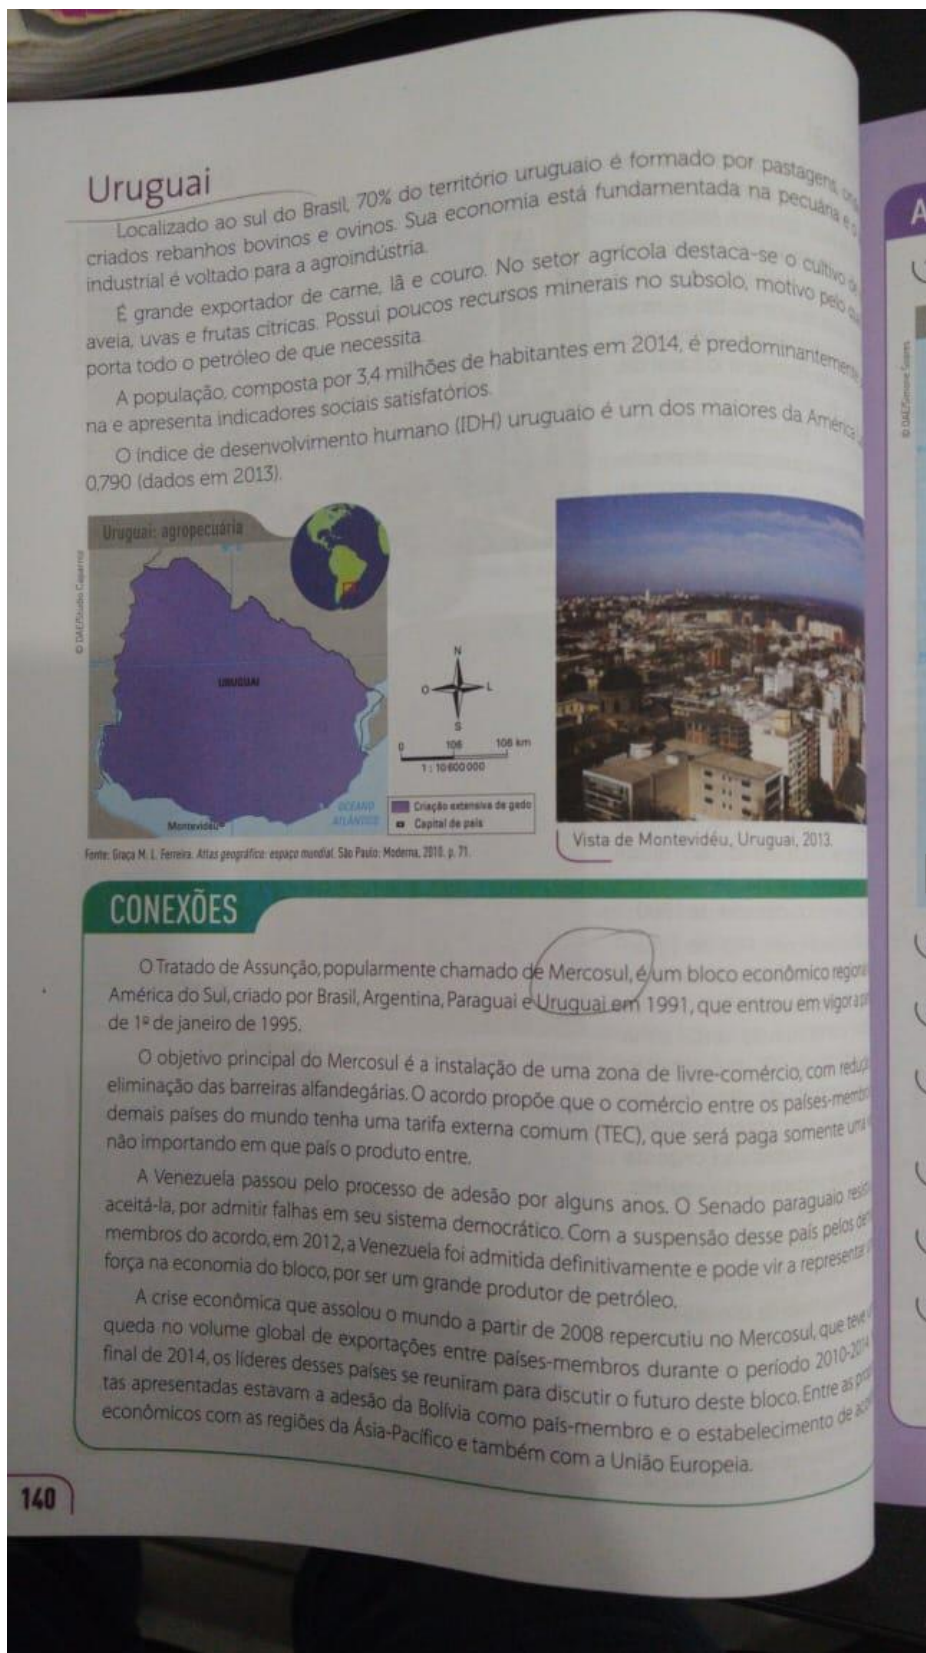 Uruguai
Localizado ao sul do Brasil, 70% do território uruguaio é formado por pastagens,
criados rebanhos bovinos e ovinos. Sua economia está fundamentada na pecuária e o
industrial é voltado para a agroindústria.
É grande exportador de carne, lã e couro. No setor agrícola destaca-se o cultivo de
aveia, uvas e frutas cítricas. Possui poucos recursos minerais no subsolo, motivo pelo
porta todo o petróleo de que necessita.
A população, composta por 3,4 milhões de habitantes em 2014, é predominantemente
na e apresenta indicadores sociais satisfatórios.
O índice de desenvolvimento humano (IDH) uruguaio é um dos maiores da América
0,790 (dados em 2013).
© DAE/Studio Caparroz
Uruguai: agropecuária
URUGUAI
OCEANO
ATLÂNTICO
Montevidéu
N
O
L
S
0 106 106 km
1 : 10 600 000
Criação extensiva de gado
Capital de país
Fonte: Graça M. L. Ferreira. Atlas geográfico: espaço mundial. São Paulo: Moderna, 2010. p. 71.
Vista de Montevidéu, Uruguai, 2013.
CONEXÕES
O Tratado de Assunção, popularmente chamado de Mercosul, é um bloco econômico regional
América do Sul, criado por Brasil, Argentina, Paraguai e Uruguai em 1991, que entrou em vigor a
de 1º de janeiro de 1995.
O objetivo principal do Mercosul é a instalação de uma zona de livre-comércio, com
eliminação das barreiras alfandegárias. O acordo propõe que o comércio entre os países-membros
demais países do mundo tenha uma tarifa externa comum (TEC), que será paga somente uma
não importando em que país o produto entre.
A Venezuela passou pelo processo de adesão por alguns anos. O Senado paraguaio
aceitá-la, por admitir falhas em seu sistema democrático. Com a suspensão desse país pelos
membros do acordo, em 2012, a Venezuela foi admitida definitivamente e pode vir a representar
força na economia do bloco, por ser um grande produtor de petróleo.
A crise econômica que assolou o mundo a partir de 2008 repercutiu no Mercosul, que teve
queda no volume global de exportações entre países-membros durante o período 2010-2014
final de 2014, os líderes desses países se reuniram para discutir o futuro deste bloco. Entre as
tas apresentadas estavam a adesão da Bolívia como país-membro e o estabelecimento de
econômicos com as regiões da Ásia-Pacífico e também com a União Europeia.
140
A
© DAE/Simone Soares